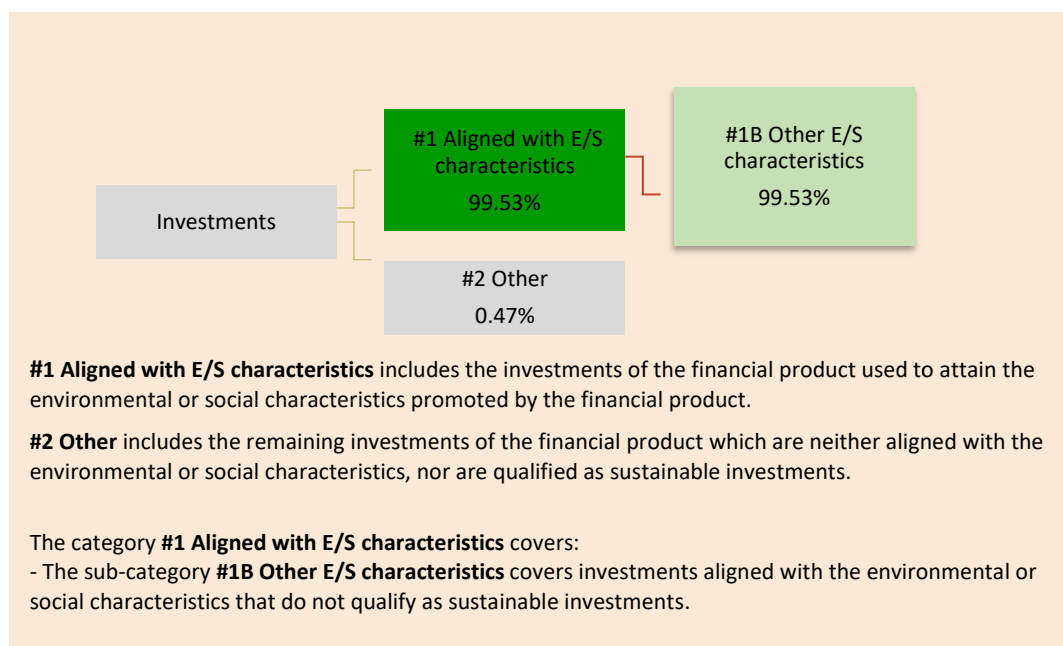 #1 Aligned with E/S
characteristics
99.53%
#1B Other E/S
characteristics
99.53%
Investments
#2 Other
0.47%
#1 Aligned with E/S characteristics includes the investments of the financial product used to attain the
environmental or social characteristics promoted by the financial product.
#2 Other includes the remaining investments of the financial product which are neither aligned with the
environmental or social characteristics, nor are qualified as sustainable investments.
The category #1 Aligned with E/S characteristics covers:
- The sub-category #1B Other E/S characteristics covers investments aligned with the environmental or
social characteristics that do not qualify as sustainable investments.